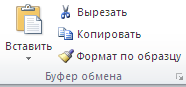 Вставить
Вырезать
Копировать
Формат по образцу
Буфер обмена